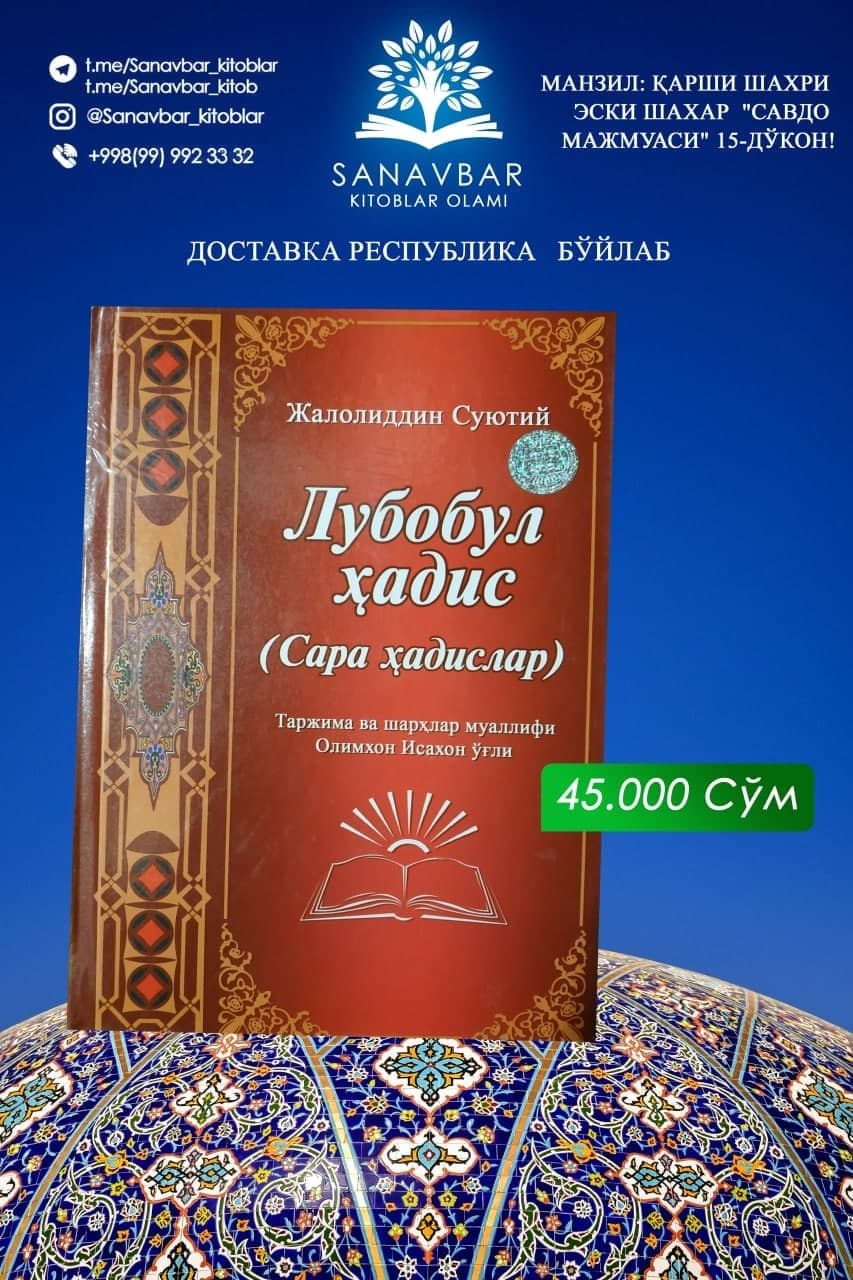 t.me/Sanavbar_kitoblar
t.me/Sanavbar_kitob
@Sanavbar_kitoblar
+998(99) 992 33 32
SANAVBAR
KITOBLAR OLAMI
МАНЗИЛ: ҚАРШИ ШАХРИ
ЭСКИ ШАХАР "САВДО
МАЖМУАСИ" 15-ДЎКОН!
ДОСТАВКА РЕСПУБЛИКА БЎЙЛАБ
Жалолиддин Суютий
Лубобул
ҳадис
(Сара ҳадислар)
Таржима ва шарҳлар муаллифи
Олимхон Исахон ўғли
45.000 Сўм